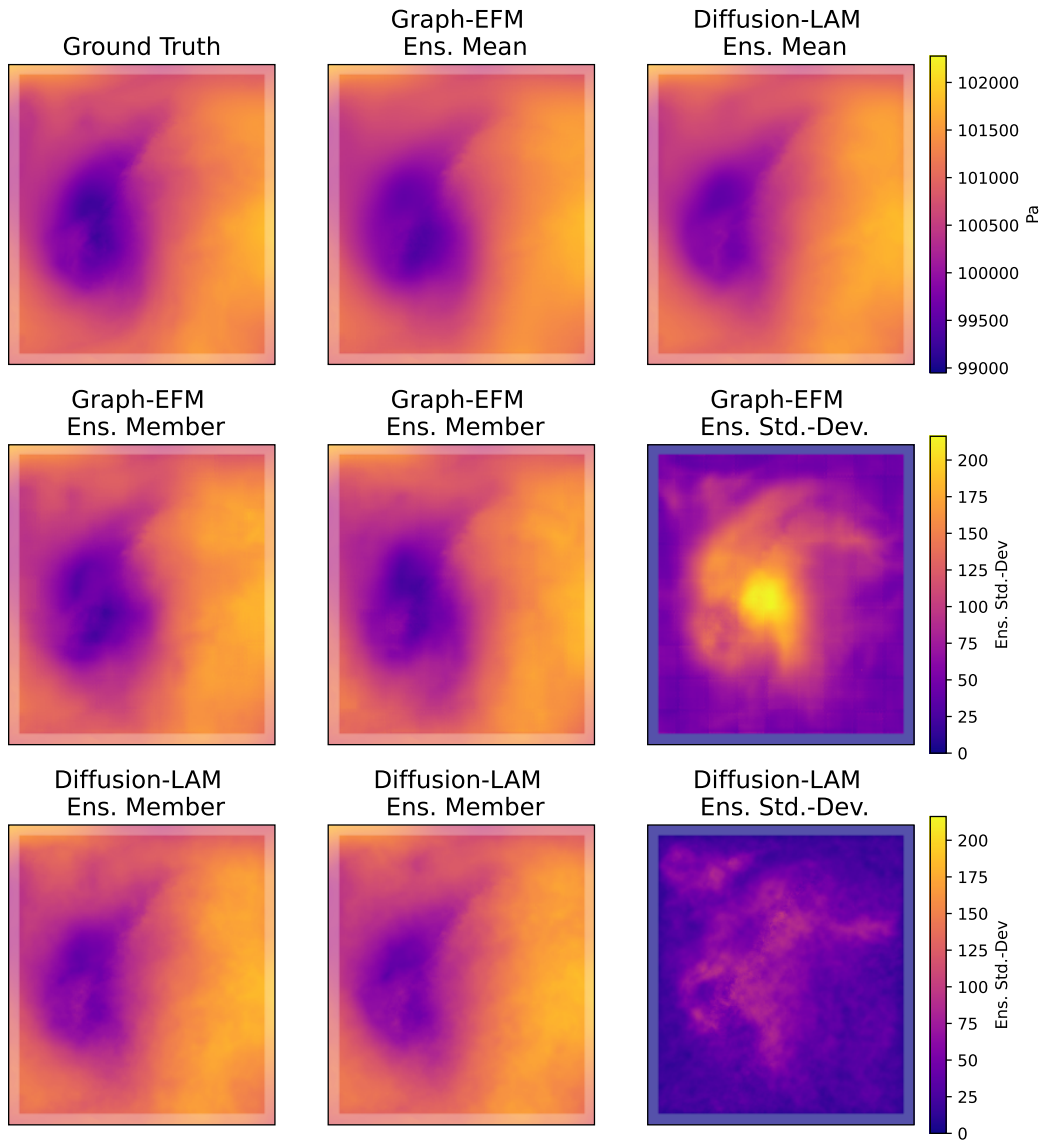 Ground Truth
Graph-EFM
Ens. Mean
Diffusion-LAM
Ens. Mean
102000
101500
101000
100500
100000
99500
99000
Pa
Graph-EFM
Ens. Member
Graph-EFM
Ens. Member
Graph-EFM
Ens. Std.-Dev.
200
175
150
125
100
75
50
25
0
Ens. Std.-Dev
Diffusion-LAM
Ens. Member
Diffusion-LAM
Ens. Member
Diffusion-LAM
Ens. Std.-Dev.
200
175
150
125
100
75
50
25
0
Ens. Std.-Dev